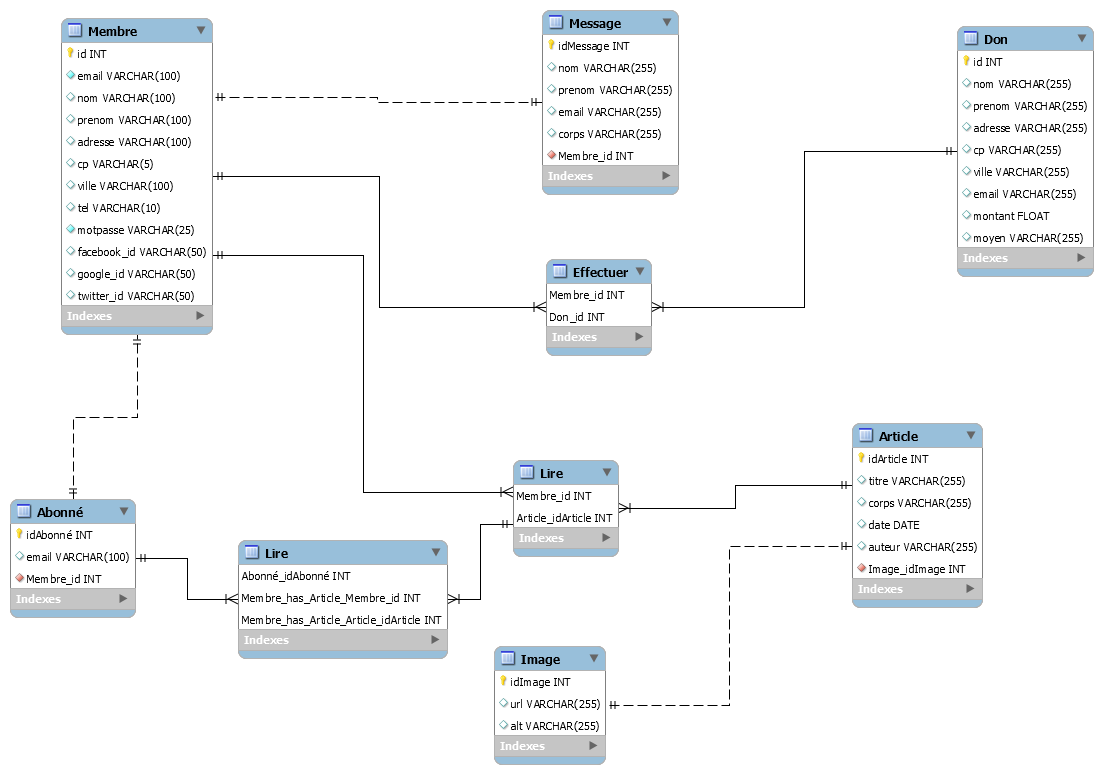 Membre
id INT
email VARCHAR(100)
nom VARCHAR(100)
prenom VARCHAR(100)
adresse VARCHAR(100)
cp VARCHAR(5)
ville VARCHAR(100)
tel VARCHAR(10)
motpasse VARCHAR(25)
facebook_id VARCHAR(50)
google_id VARCHAR(50)
twitter_id VARCHAR(50)
Indexes
Message
idMessage INT
nom VARCHAR(255)
prenom VARCHAR(255)
email VARCHAR(255)
corps VARCHAR(255)
Membre_id INT
Indexes
Don
id INT
nom VARCHAR(255)
prenom VARCHAR(255)
adresse VARCHAR(255)
cp VARCHAR(255)
ville VARCHAR(255)
email VARCHAR(255)
montant FLOAT
moyen VARCHAR(255)
Indexes
Effectuer
Membre_id INT
Don_id INT
Indexes
Article
idArticle INT
titre VARCHAR(255)
corps VARCHAR(255)
date DATE
auteur VARCHAR(255)
Image_idImage INT
Indexes
Lire
Membre_id INT
Article_idArticle INT
Indexes
Abonné
idAbonné INT
email VARCHAR(100)
Membre_id INT
Indexes
Lire
Abonné_idAbonné INT
Membre_has_Article_Membre_id INT
Membre_has_Article_Article_idArticle INT
Indexes
Image
idImage INT
url VARCHAR(255)
alt VARCHAR(255)
Indexes